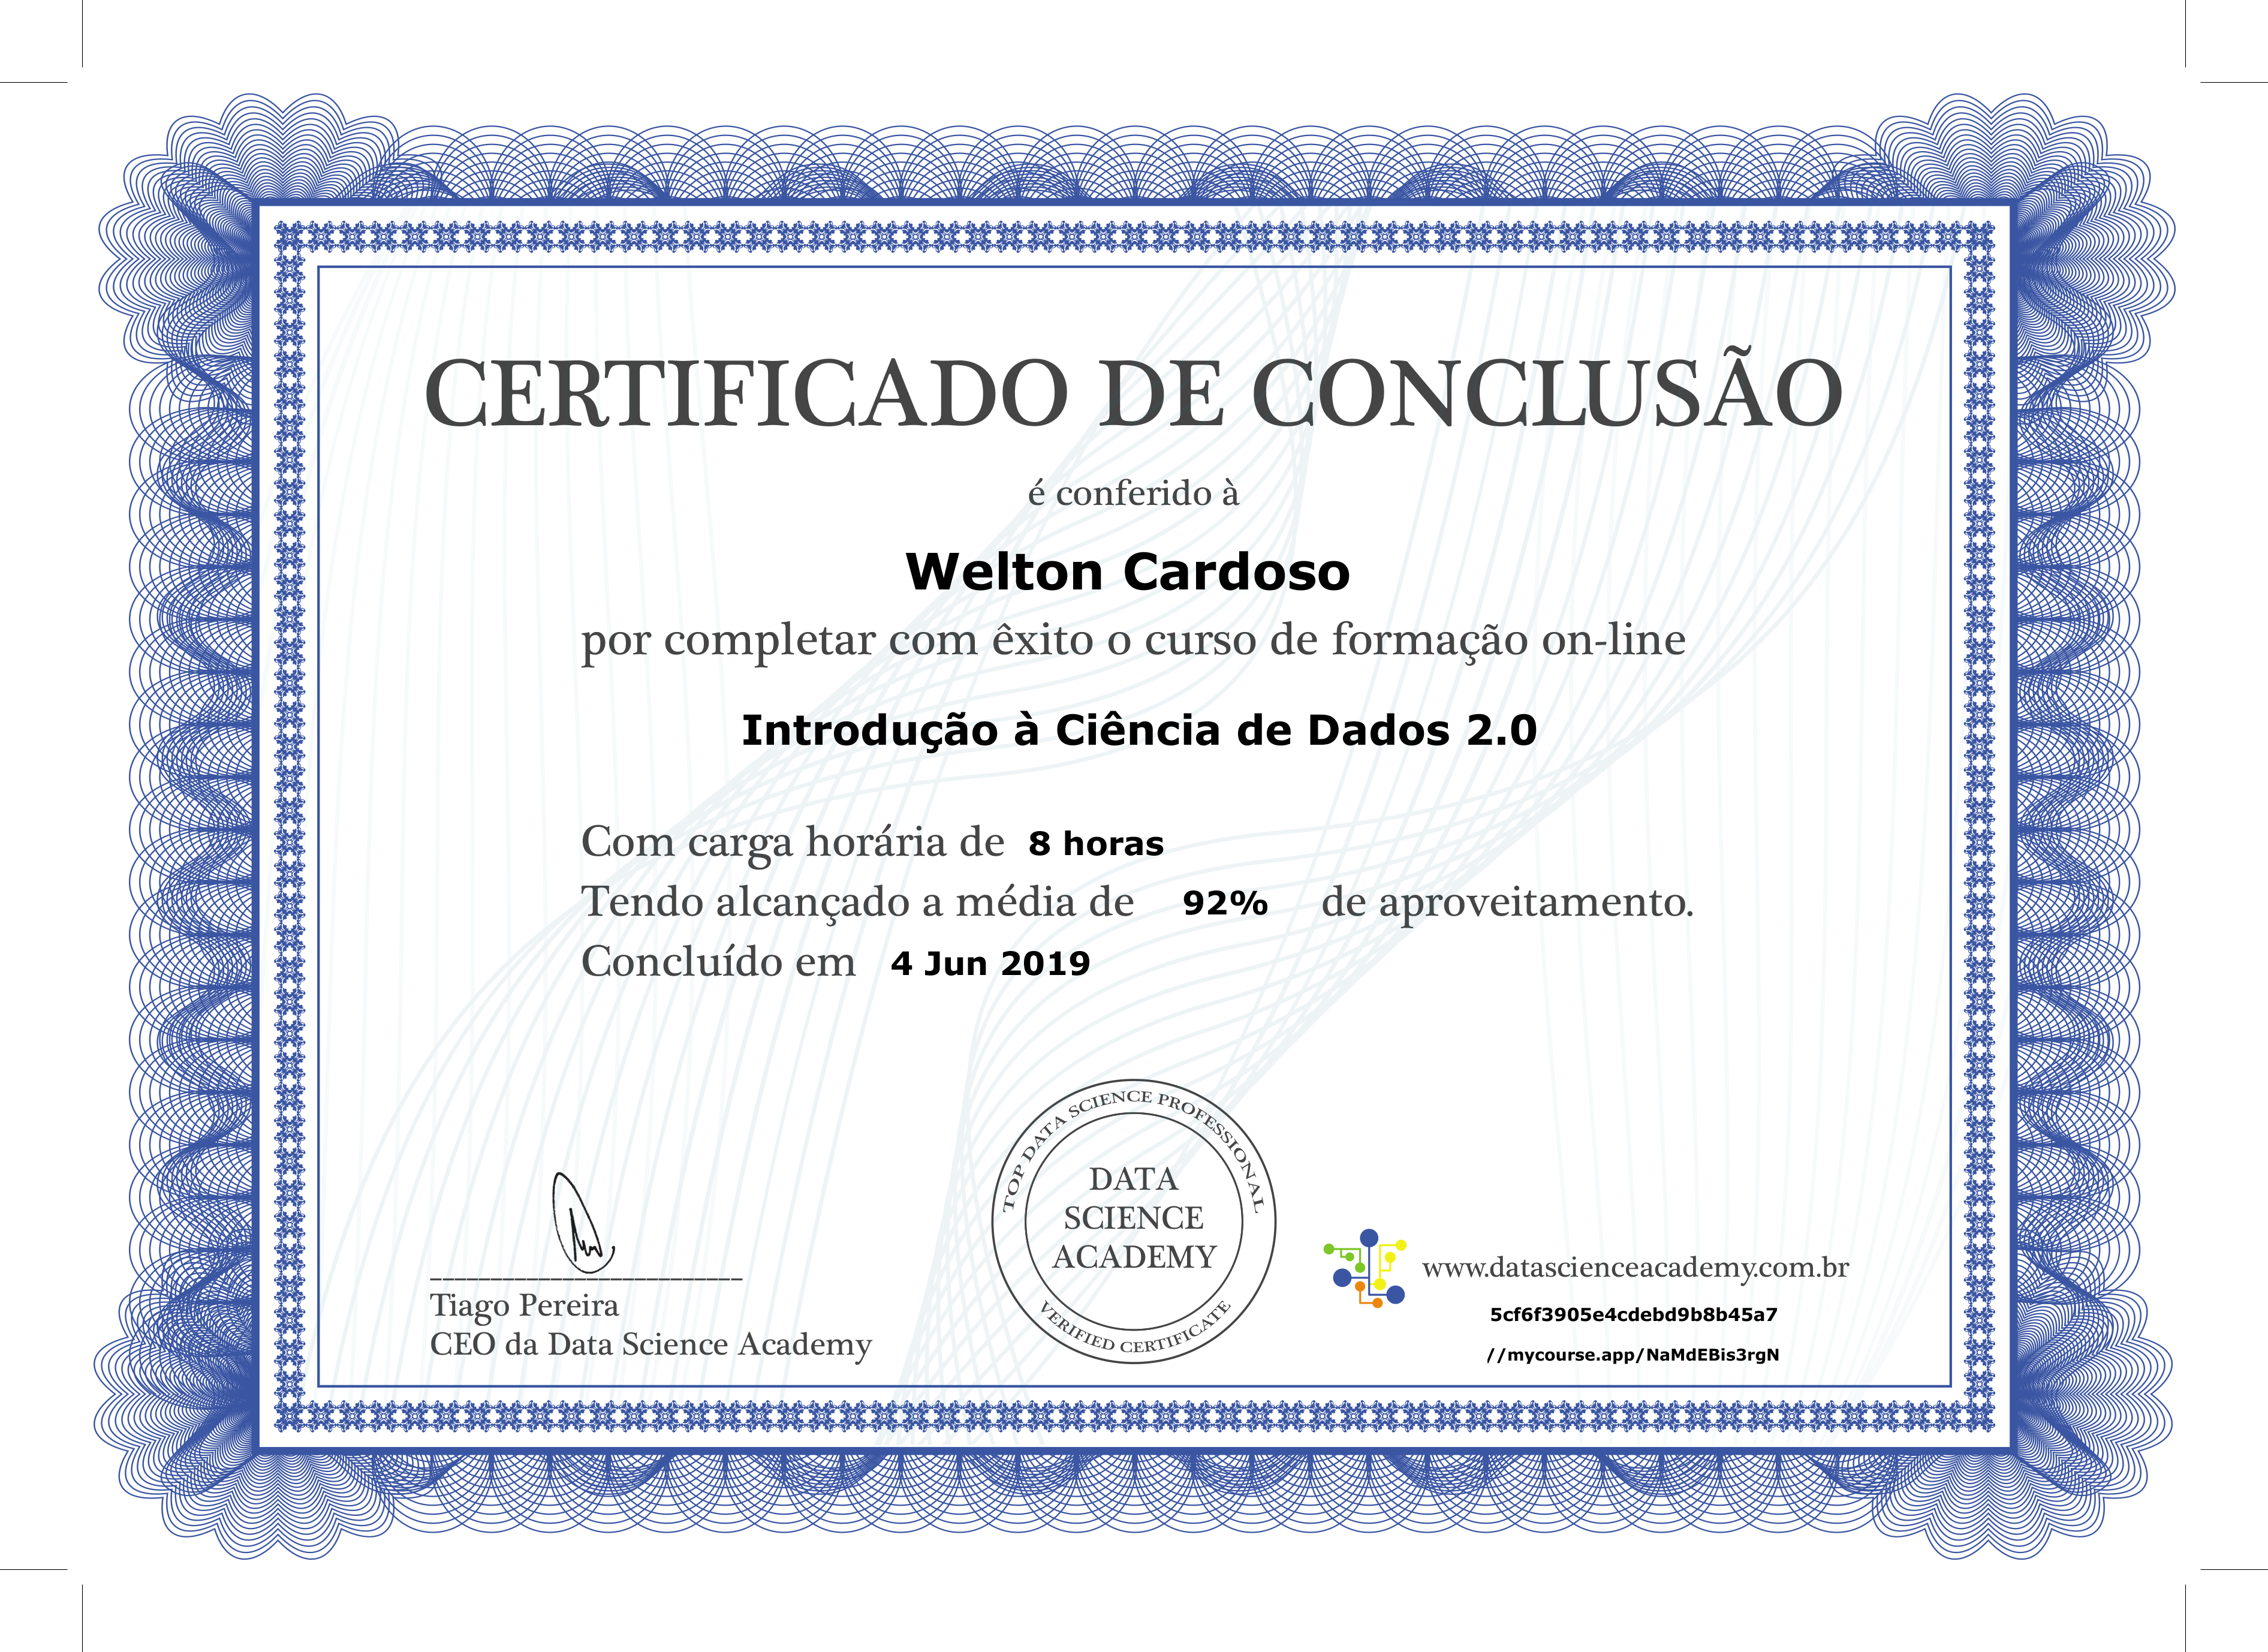 CERTIFICADO DE CONCLUSÃO
é conferido à
Welton Cardoso
por completar com êxito o curso de formação on-line
Introdução à Ciência de Dados 2.0
Com carga horária de 8 horas
Tendo alcançado a média de 92% de aproveitamento.
Concluído em 4 Jun 2019
Tiago Pereira
CEO da Data Science Academy
TOP DATA SCIENCE PROFESSIONAL
DATA
SCIENCE
ACADEMY
VERIFIED CERTIFICATE
www.datascienceacademy.com.br
5cf6f3905e4cdebd9b8b45a7
//mycourse.app/NaMdEBis3rgN